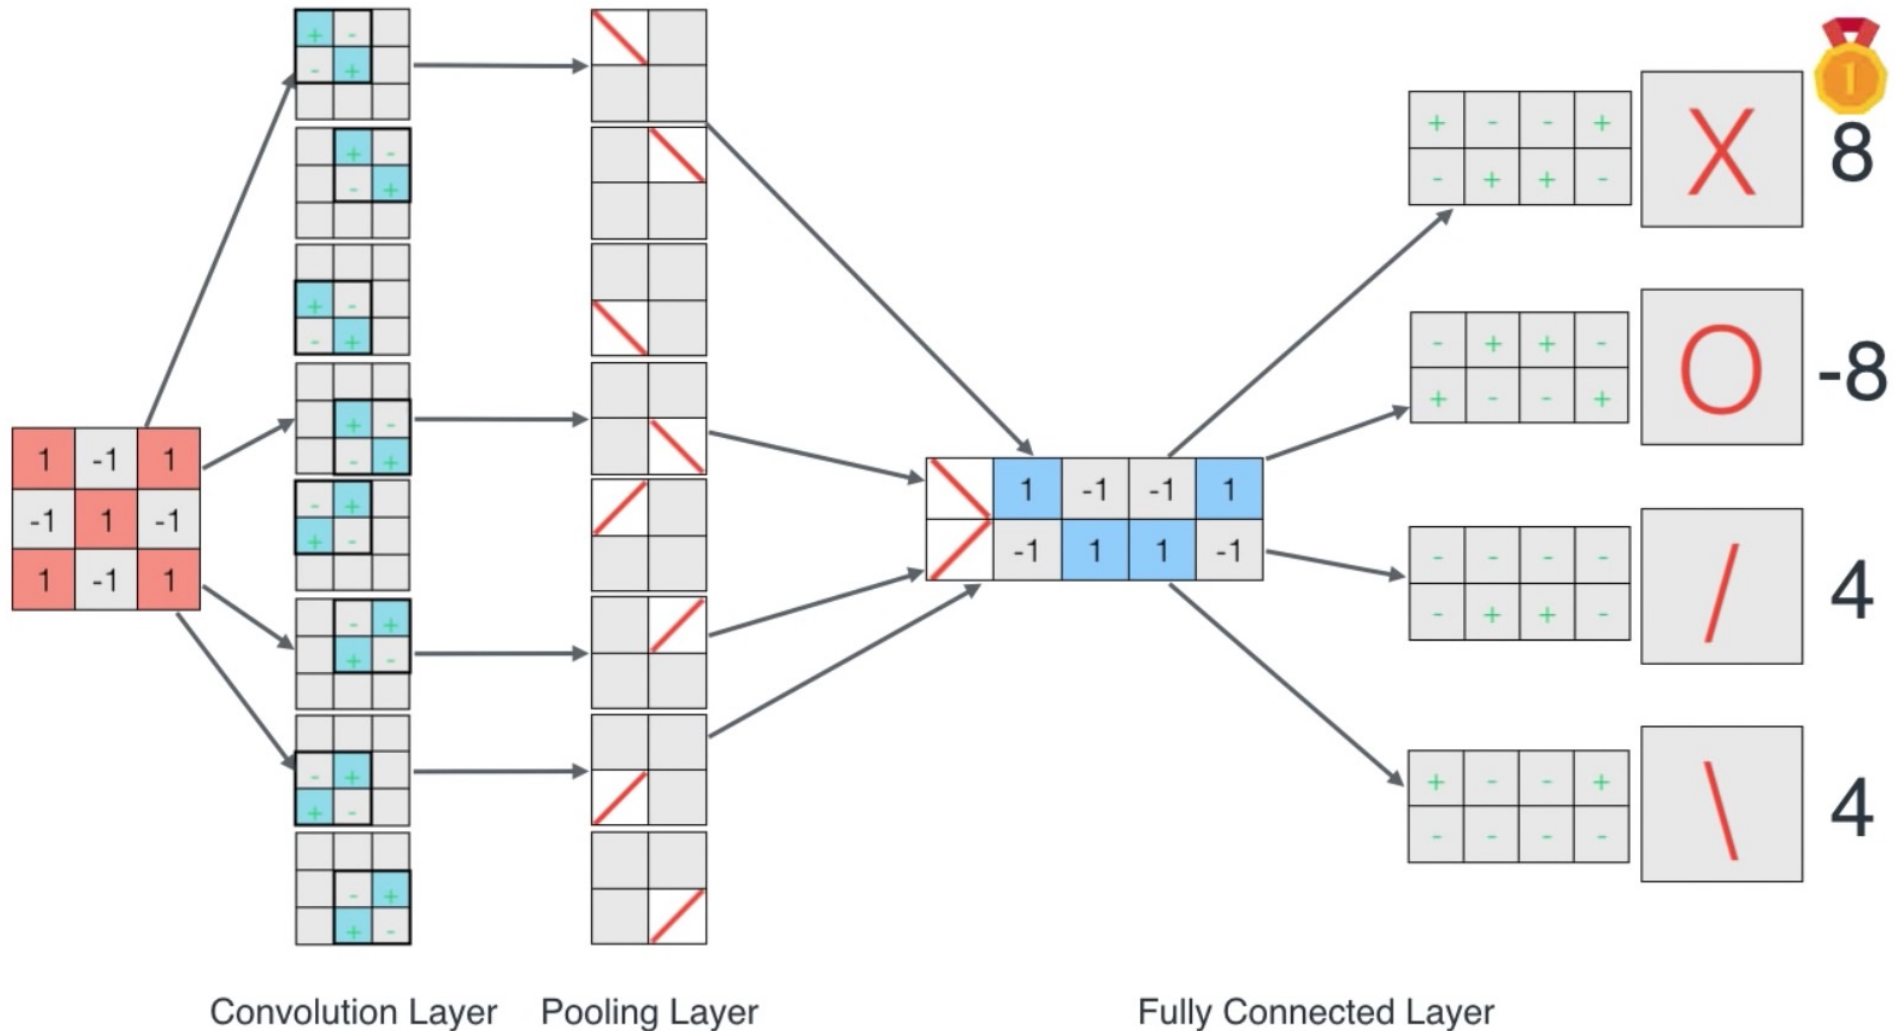 + -
- +
+ -
- +
+ -
- +
+ -
- +
- +
+ -
- +
+ -
- +
+ -
- +
+ -
1 -1 1
-1 1 -1
1 -1 1
1 -1 -1 1
-1 1 1 -1
+ - - +
- + + -
X
1
8
- + + -
+ - - +
O
-8
- - - -
- + + -
/
4
+ - - +
- - - -
\
4
Convolution Layer
Pooling Layer
Fully Connected Layer